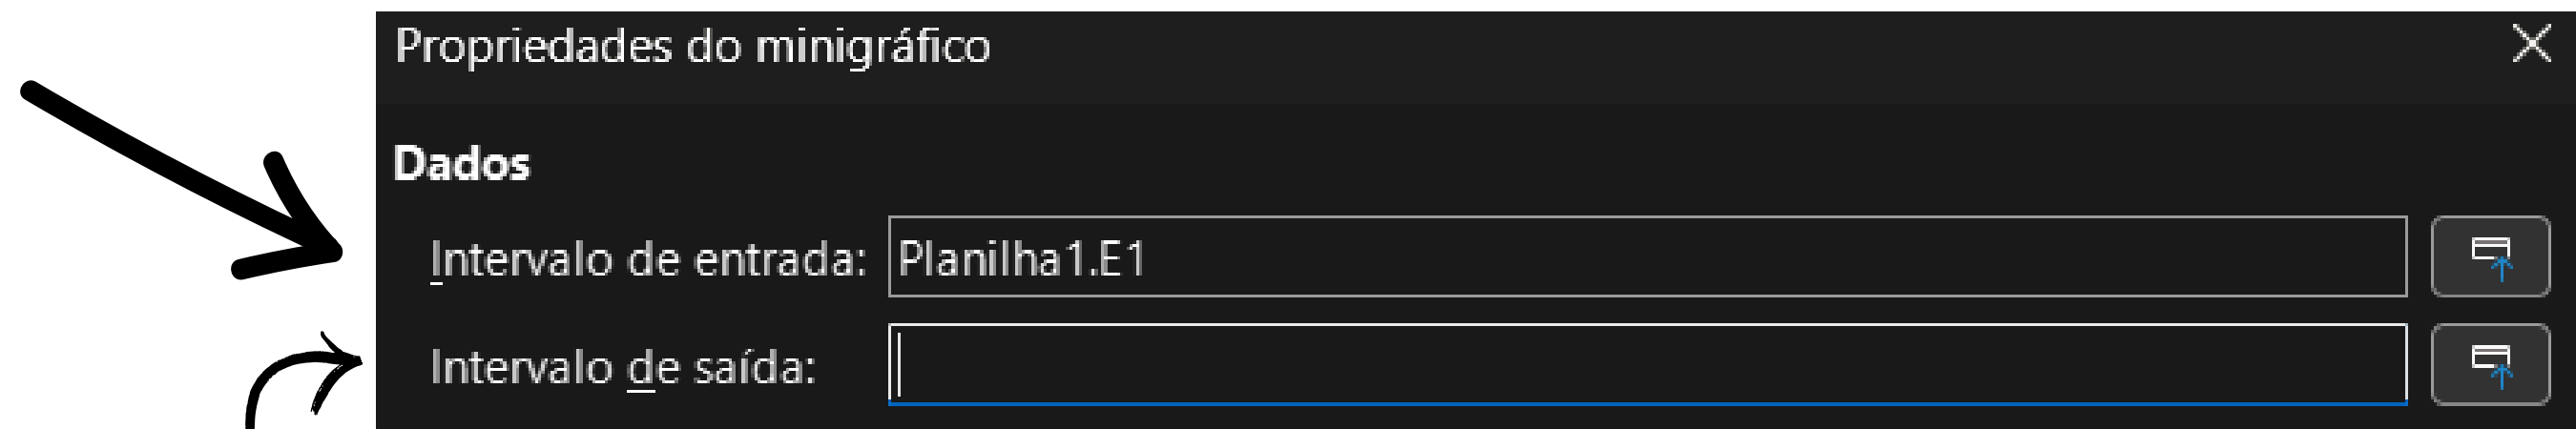 Propriedades do minigráfico
Dados
Intervalo de entrada: Planilha1.E1
Intervalo de saída: